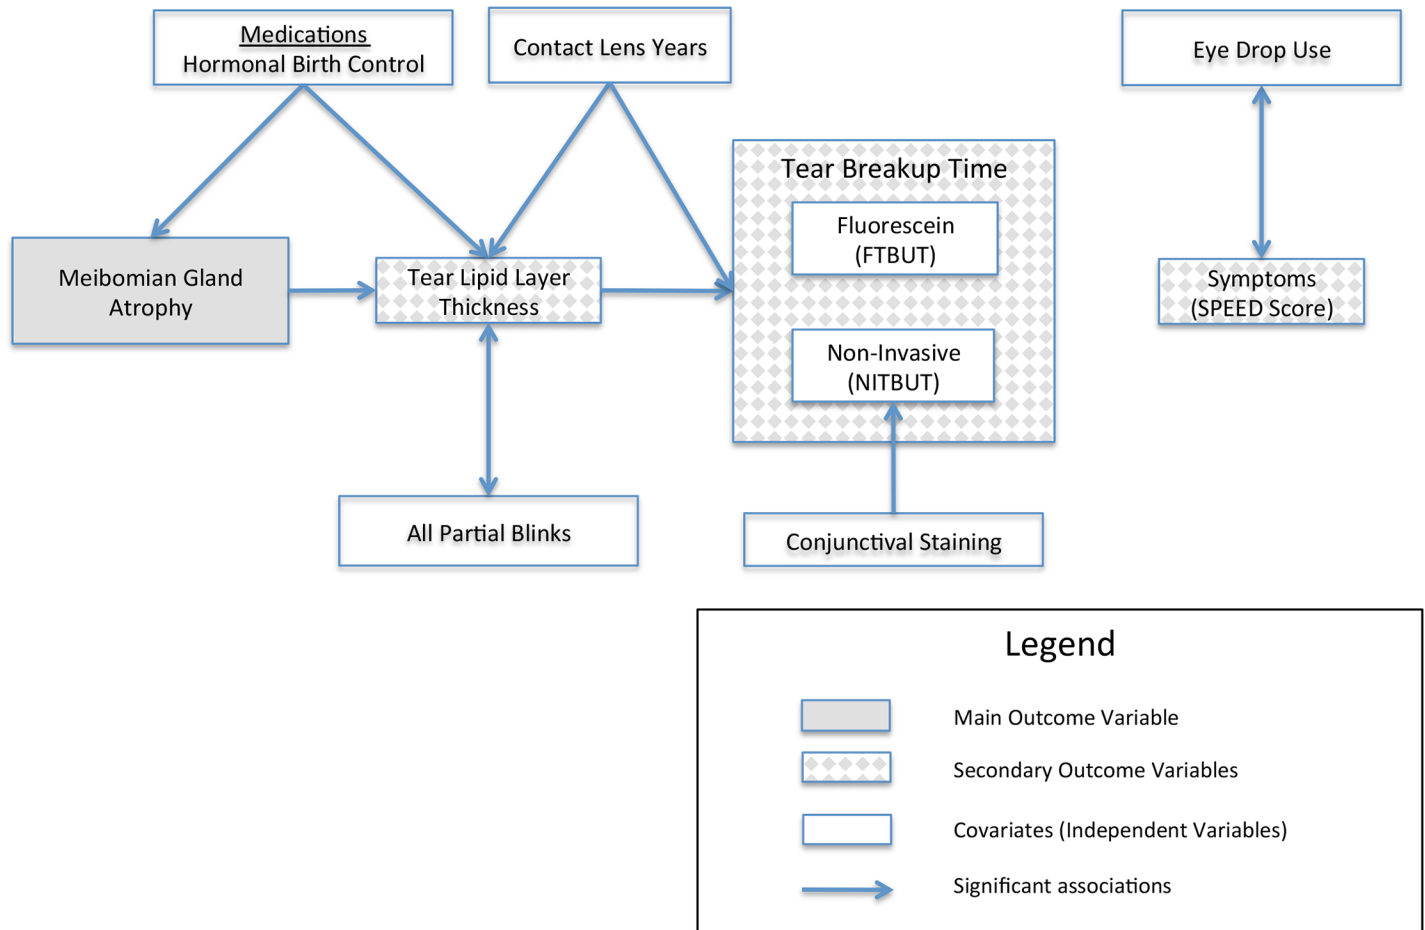 Medications
Hormonal Birth Control
Contact Lens Years
Eye Drop Use
Tear Breakup Time
Fluorescein
(FTBUT)
Meibomian Gland
Atrophy
Tear Lipid Layer
Thickness
Symptoms
(SPEED Score)
Non-Invasive
(NITBUT)
All Partial Blinks
Conjunctival Staining
Legend
Main Outcome Variable
Secondary Outcome Variables
Covariates (Independent Variables)
Significant associations